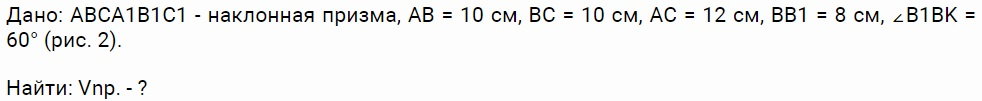 Дано: ABCA1B1C1 - наклонная призма, AB = 10 см, BC = 10 см, AC = 12 см, BB1 = 8 см, ∠B1BK =
60° (рис. 2).
Найти: Vпр. - ?